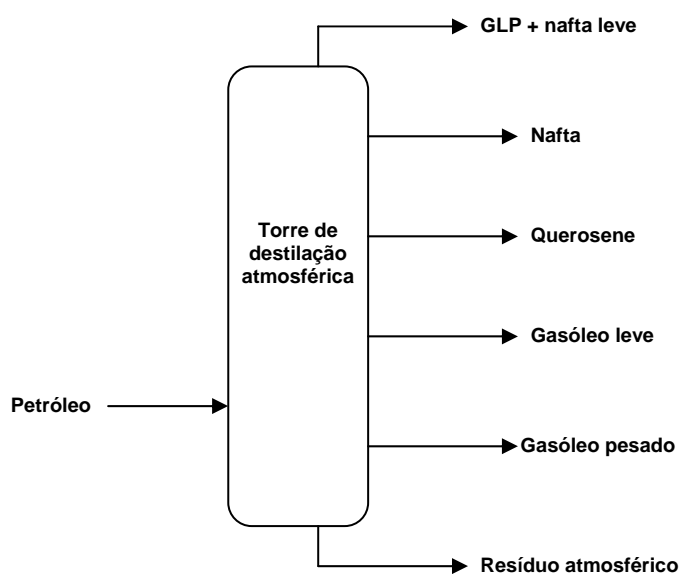 GLP + nafta leve
Nafta
Torre de
destilação
atmosférica
Querosene
Gasóleo leve
Petróleo
Gasóleo pesado
Resíduo atmosférico